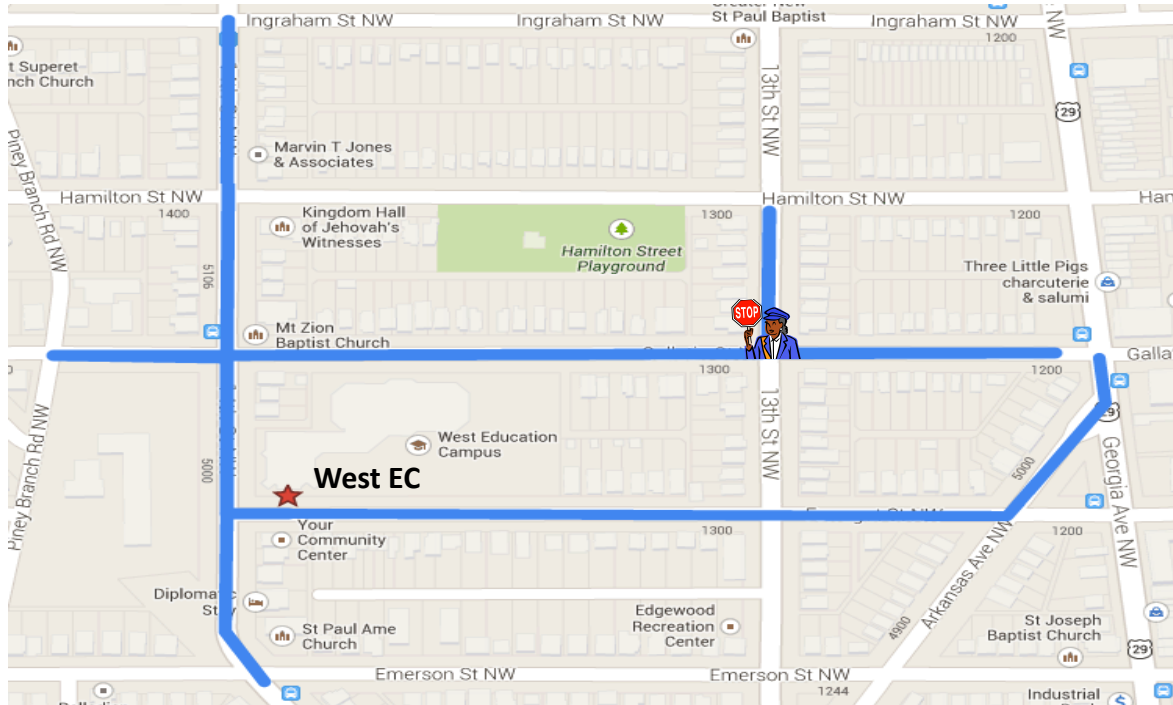 Ingraham St NW
Ingraham St NW
St Paul Baptist
Ingraham St NW
1200
NW
t Superet
nch Church
13th St NW
29
Marvin T Jones
& Associates
Piney Branch Rd NW
Hamilton St NW
1400
Hamilton St NW
1300
1200
Kingdom Hall
of Jehovah's
Witnesses
Hamilton Street
Playground
5106
Three Little Pigs
charcuterie
& salumi
STOP
Mt Zion
Baptist Church
1300
1200
Galla
13th St NW
West Education
Campus
5000
West EC
5000
Georgia Ave NW
Piney Branch Rd NW
Your
Community
Center
1300
1200
Arkansas Ave NW
Diplomat
St y
Edgewood
Recreation
Center
St Paul Ame
Church
4900
St Joseph
Baptist Church
29
Emerson St NW
Emerson St NW
1244
Industrial